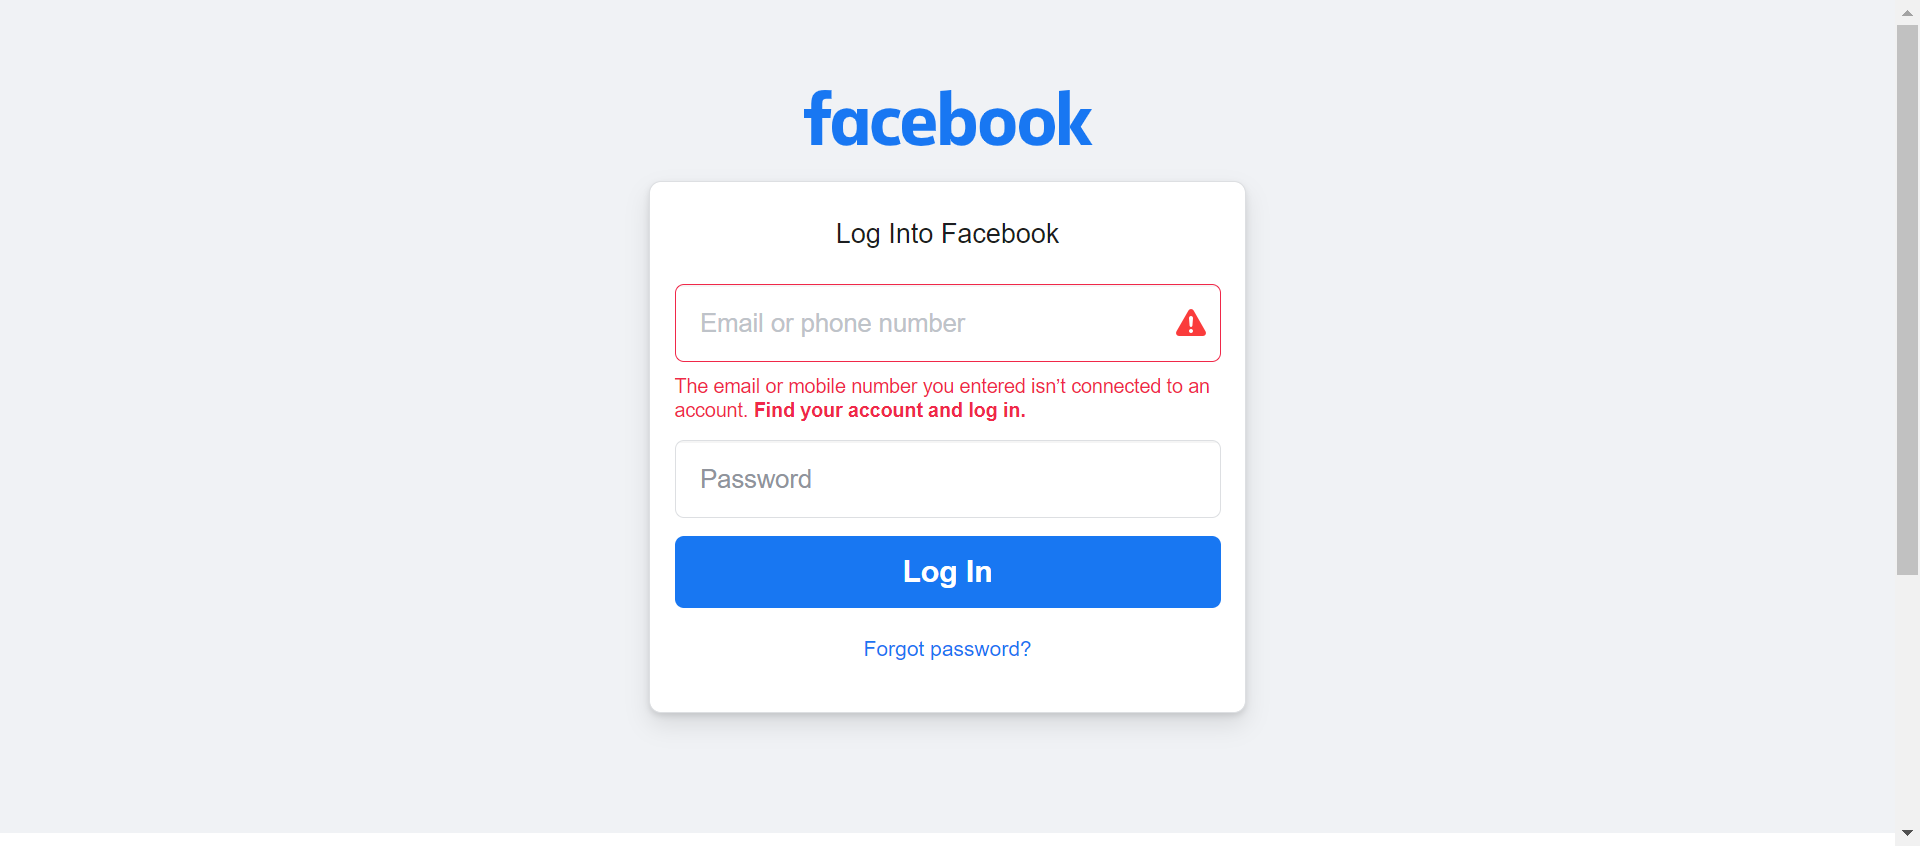 facebook
Log Into Facebook
Email or phone number
The email or mobile number you entered isn’t connected to an
account. Find your account and log in.
Password
Log In
Forgot password?